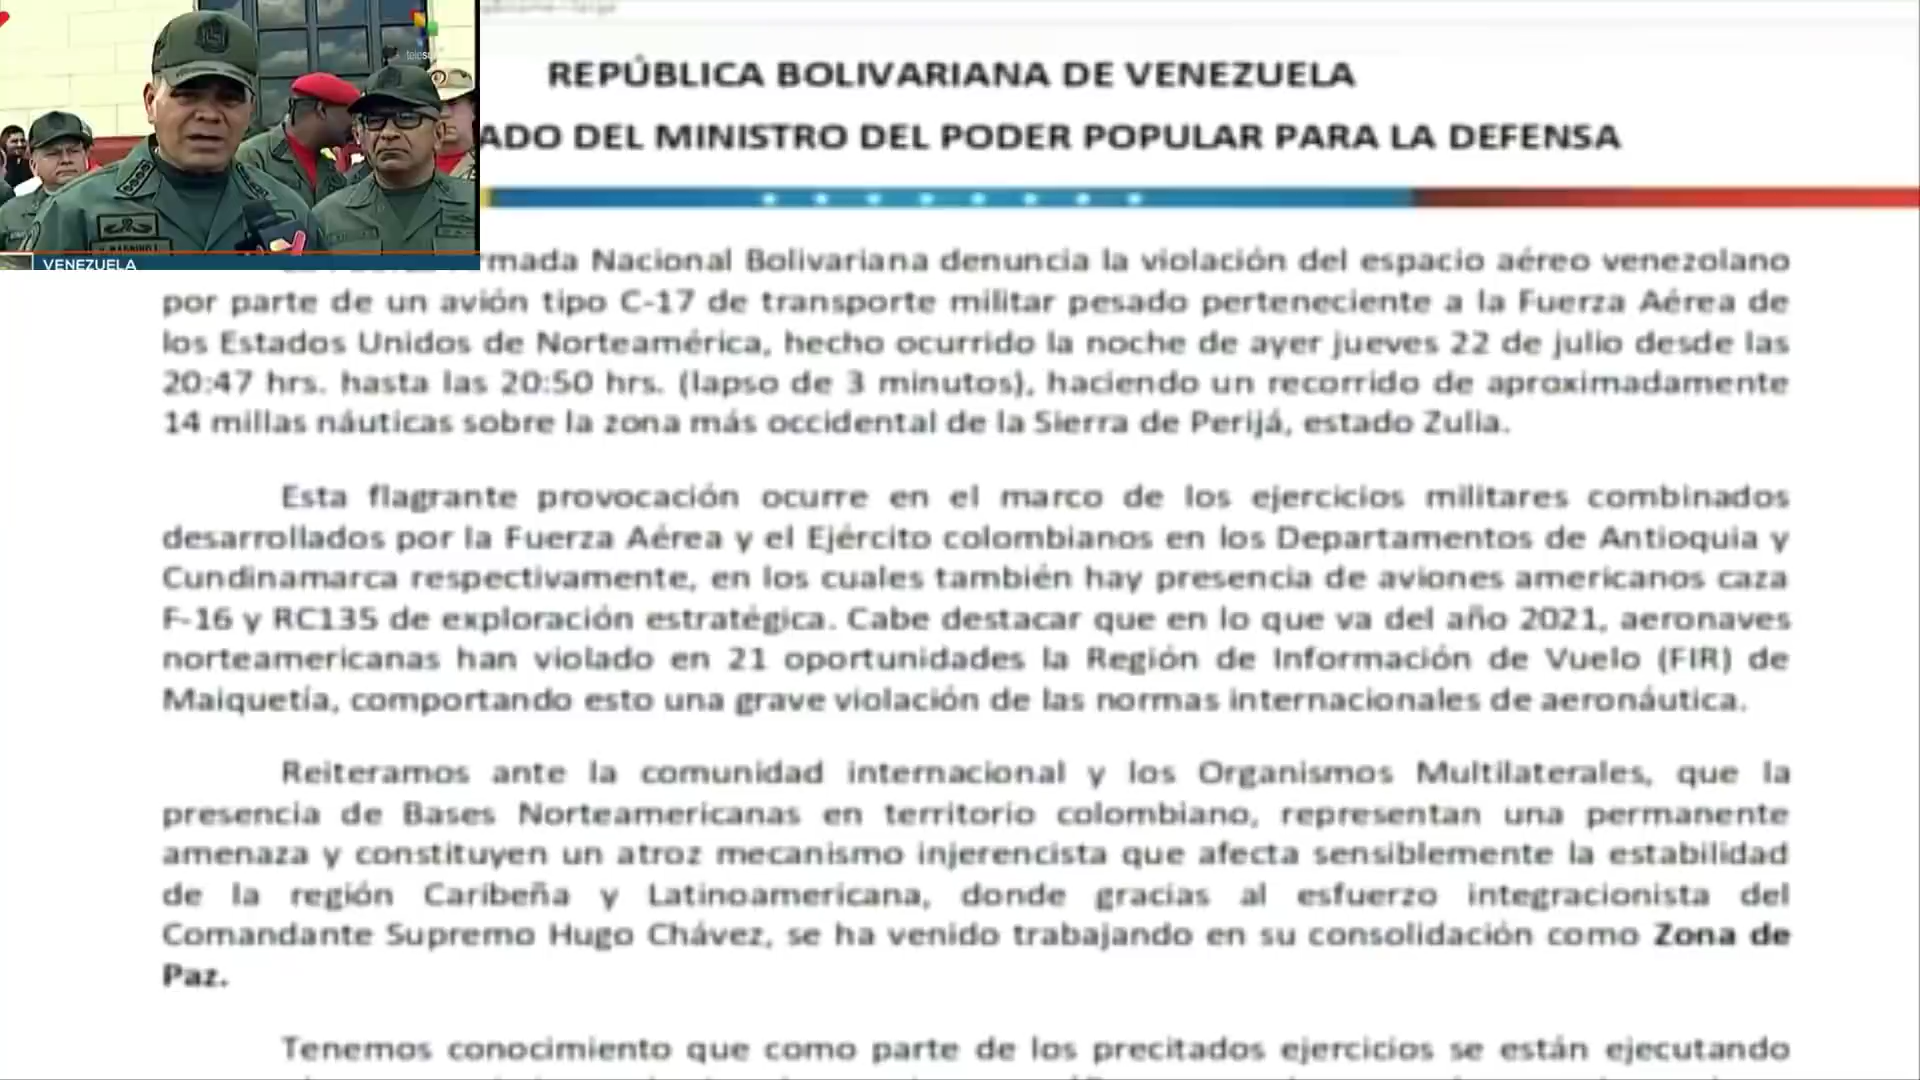 teleSUR
VENEZUELA
REPÚBLICA BOLIVARIANA DE VENEZUELA
ADO DEL MINISTRO DEL PODER POPULAR PARA LA DEFENSA
rmada Nacional Bolivariana denuncia la violación del espacio aéreo venezolano
por parte de un avión tipo C-17 de transporte militar pesado perteneciente a la Fuerza Aérea de
los Estados Unidos de Norteamérica, hecho ocurrido la noche de ayer jueves 22 de julio desde las
20:47 hrs. hasta las 20:50 hrs. (lapso de 3 minutos), haciendo un recorrido de aproximadamente
14 millas náuticas sobre la zona más occidental de la Sierra de Perijá, estado Zulia.
Esta flagrante provocación ocurre en el marco de los ejercicios militares combinados
desarrollados por la Fuerza Aérea y el Ejército colombianos en los Departamentos de Antioquia y
Cundinamarca respectivamente, en los cuales también hay presencia de aviones americanos caza
F-16 y RC135 de exploración estratégica. Cabe destacar que en lo que va del año 2021, aeronaves
norteamericanas han violado en 21 oportunidades la Región de Información de Vuelo (FIR) de
Maiquetía, comportando esto una grave violación de las normas internacionales de aeronáutica.
Reiteramos ante la comunidad internacional y los Organismos Multilaterales, que la
presencia de Bases Norteamericanas en territorio colombiano, representan una permanente
amenaza y constituyen un atroz mecanismo injerencista que afecta sensiblemente la estabilidad
de la región Caribeña y Latinoamericana, donde gracias al esfuerzo integracionista del
Comandante Supremo Hugo Chávez, se ha venido trabajando en su consolidación como Zona de
Paz.
Tenemos conocimiento que como parte de los precitados ejercicios se están ejecutando